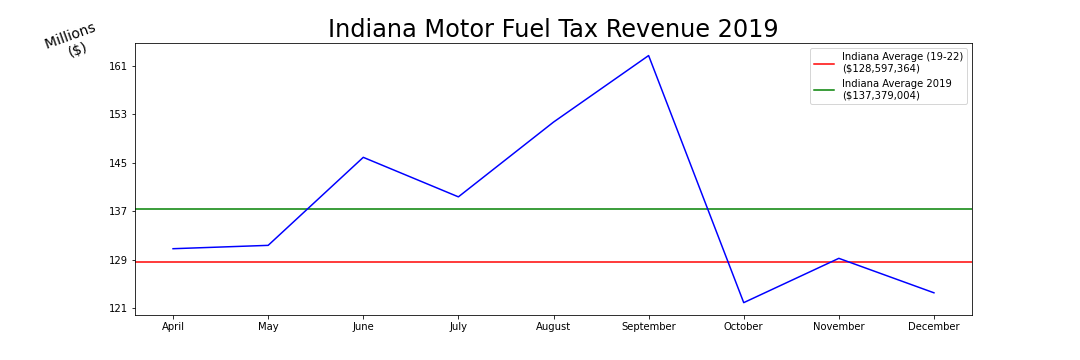 Indiana Motor Fuel Tax Revenue 2019
Millions
($)
161
153
145
137
129
121
Indiana Average (19-22)
($128,597,364)
Indiana Average 2019
($137,379,004)
April
May
June
July
August
September
October
November
December